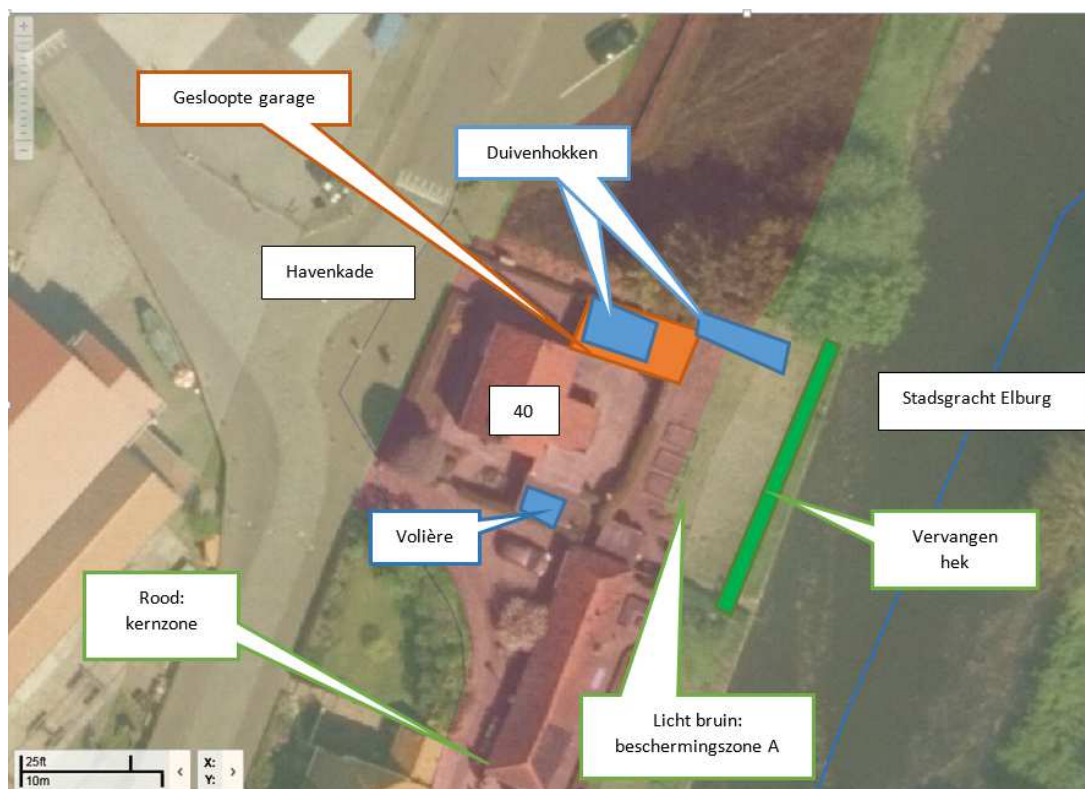 Gesloopte garage
Duivenhokken
Havenkade
40
Stadsgracht Elburg
Volière
Vervangen
hek
Rood:
kernzone
Licht bruin:
beschermingszone A
25ft
10m
X:
Y: